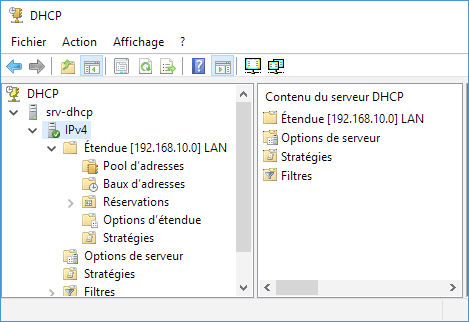 DHCP
Fichier Action Affichage ?
DHCP
srv-dhcp
IPv4
Étendue [192.168.10.0] LAN
Pool d'adresses
Baux d'adresses
Réservations
Options d'étendue
Stratégies
Options de serveur
Stratégies
Filtres
Contenu du serveur DHCP
Étendue [192.168.10.0] LAN
Options de serveur
Stratégies
Filtres